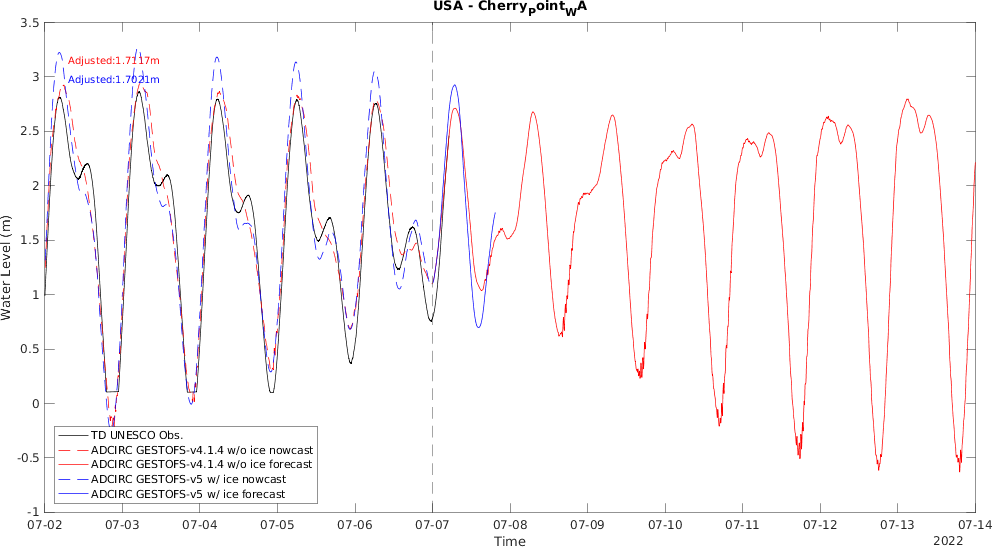 USA - CherryPointWA
3.5
3
2.5
2
1.5
1
0.5
0
-0.5
-1
Water Level (m)
Adjusted:1.7117m
Adjusted:1.7021m
TD UNESCO Obs.
ADCIRC GESTOFS-v4.1.4 w/o ice nowcast
ADCIRC GESTOFS-v4.1.4 w/o ice forecast
ADCIRC GESTOFS-v5 w/ ice nowcast
ADCIRC GESTOFS-v5 w/ ice forecast
07-02 07-03 07-04 07-05 07-06 07-07 07-08 07-09 07-10 07-11 07-12 07-13 07-14
Time
2022